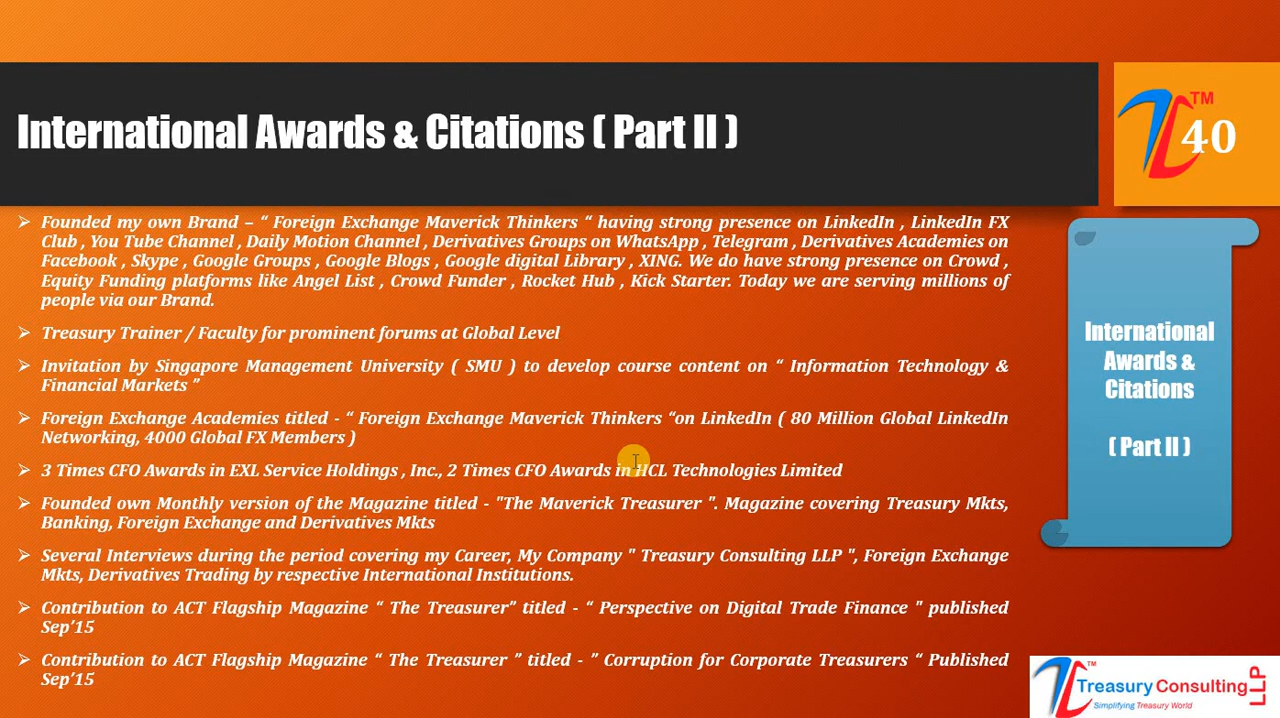 International Awards & Citations ( Part II )
TM
40
➢ Founded my own Brand – “ Foreign Exchange Maverick Thinkers “ having strong presence on LinkedIn , LinkedIn FX
Club , You Tube Channel , Daily Motion Channel , Derivatives Groups on WhatsApp , Telegram , Derivatives Academies on
Facebook , Skype , Google Groups , Google Blogs , Google digital Library , XING. We do have strong presence on Crowd ,
Equity Funding platforms like Angel List , Crowd Funder , Rocket Hub , Kick Starter. Today we are serving millions of
people via our Brand.
➢ Treasury Trainer / Faculty for prominent forums at Global Level
➢ Invitation by Singapore Management University ( SMU ) to develop course content on “ Information Technology &
Financial Markets ”
➢ Foreign Exchange Academies titled - “ Foreign Exchange Maverick Thinkers “on LinkedIn ( 80 Million Global LinkedIn
Networking, 4000 Global FX Members )
➢ 3 Times CFO Awards in EXL Service Holdings , Inc., 2 Times CFO Awards in HCL Technologies Limited
➢ Founded own Monthly version of the Magazine titled - "The Maverick Treasurer ". Magazine covering Treasury Mkts,
Banking, Foreign Exchange and Derivatives Mkts
➢ Several Interviews during the period covering my Career, My Company " Treasury Consulting LLP ", Foreign Exchange
Mkts, Derivatives Trading by respective International Institutions.
➢ Contribution to ACT Flagship Magazine “ The Treasurer” titled - “ Perspective on Digital Trade Finance " published
Sep’15
➢ Contribution to ACT Flagship Magazine “ The Treasurer ” titled - ” Corruption for Corporate Treasurers “ Published
Sep’15
International
Awards &
Citations
( Part II )
TM
Treasury Consulting LLP
Simplifying Treasury World